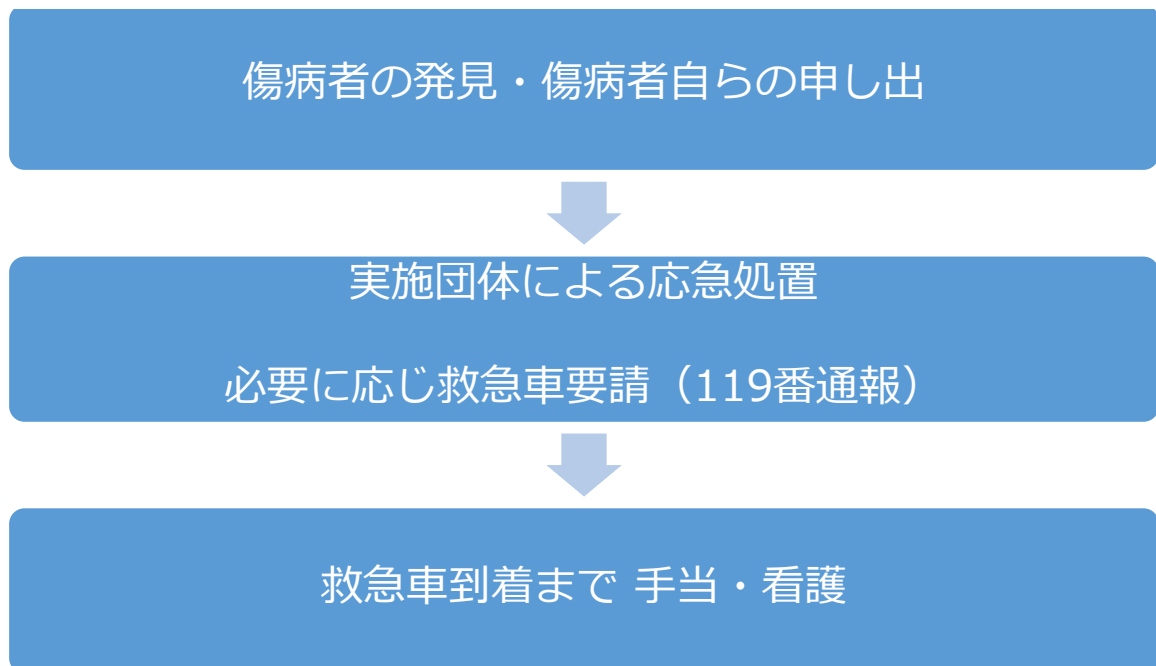 傷病者の発見・傷病者自らの申し出
実施団体による応急処置
必要に応じ救急車要請（119番通報）
救急車到着まで 手当・看護